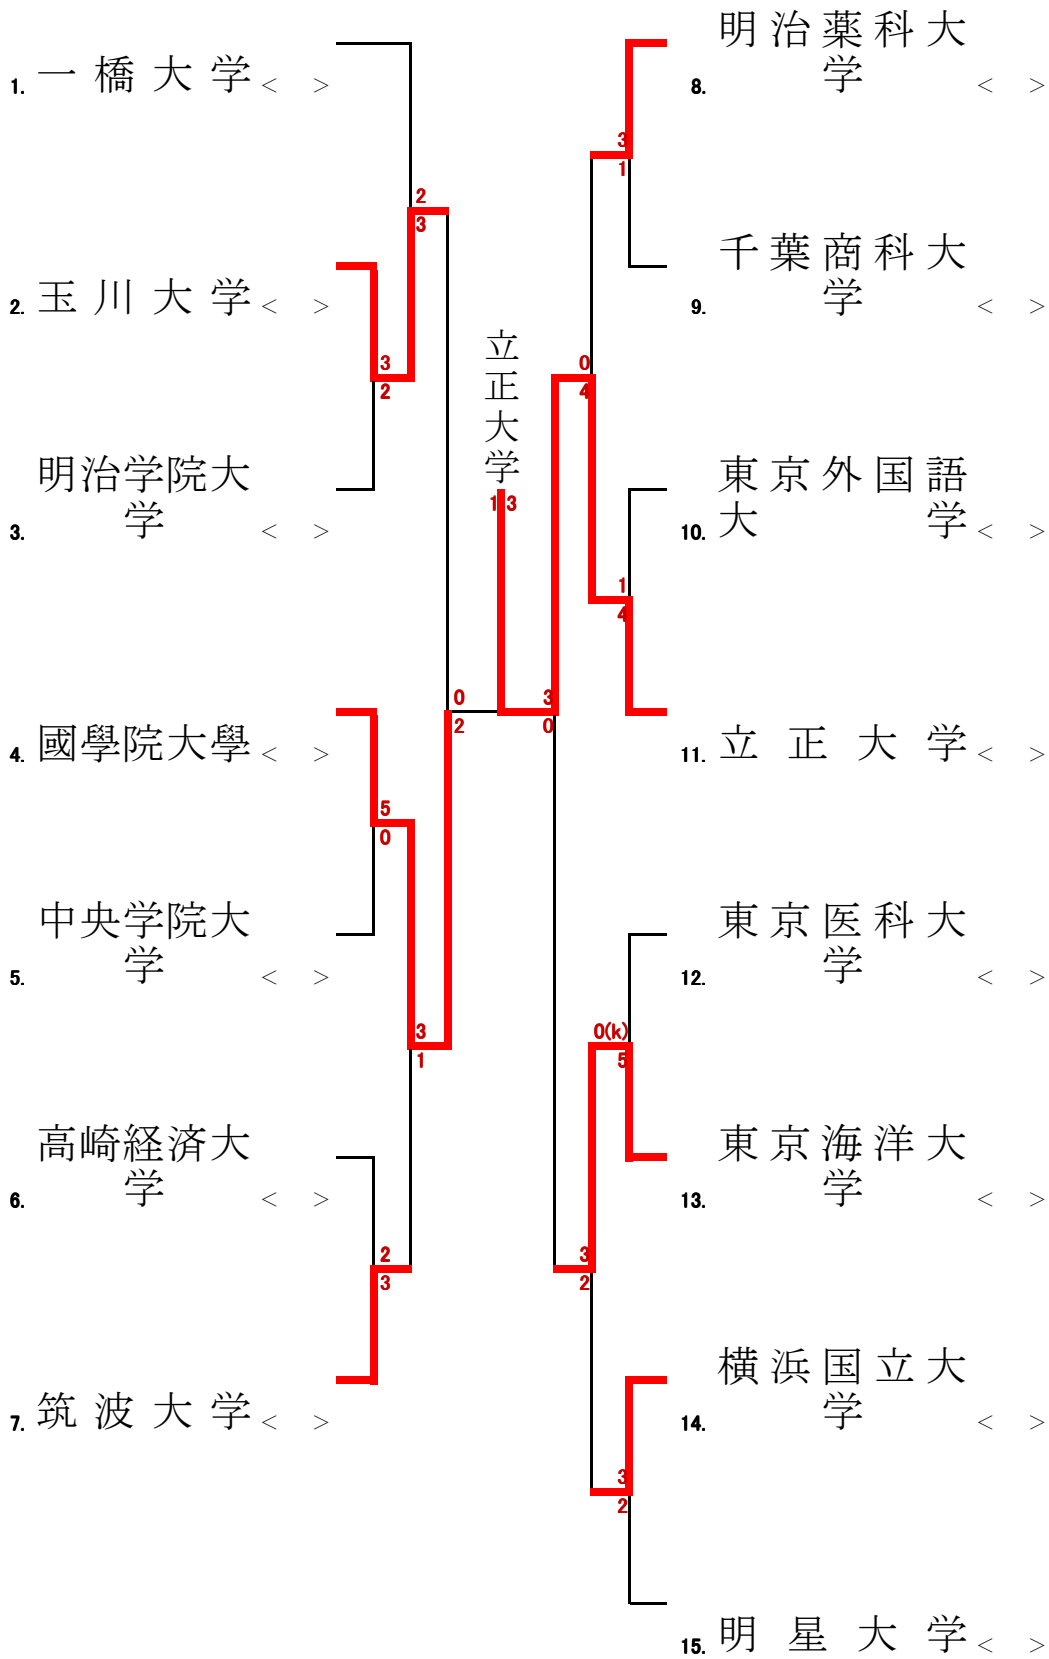 1. 一橋大学 < >
2
3
2. 玉川大学 < >
3
2
明治学院大
3. 学 < >
4. 國學院大學 < >
0
2
5
0
中央学院大
5. 学 < >
3
1
高崎経済大
6. 学 < >
2
3
7. 筑波大学 < >
立正大学
1 3
明治薬科大
8. 学 < >
3
1
千葉商科大
9. 学 < >
0
4
東京外国語
10. 大学 < >
1
4
11. 立正大学 < >
3
0
東京医科大
12. 学 < >
0(k)
5
東京海洋大
13. 学 < >
3
2
横浜国立大
14. 学 < >
3
2
15. 明星大学 < >